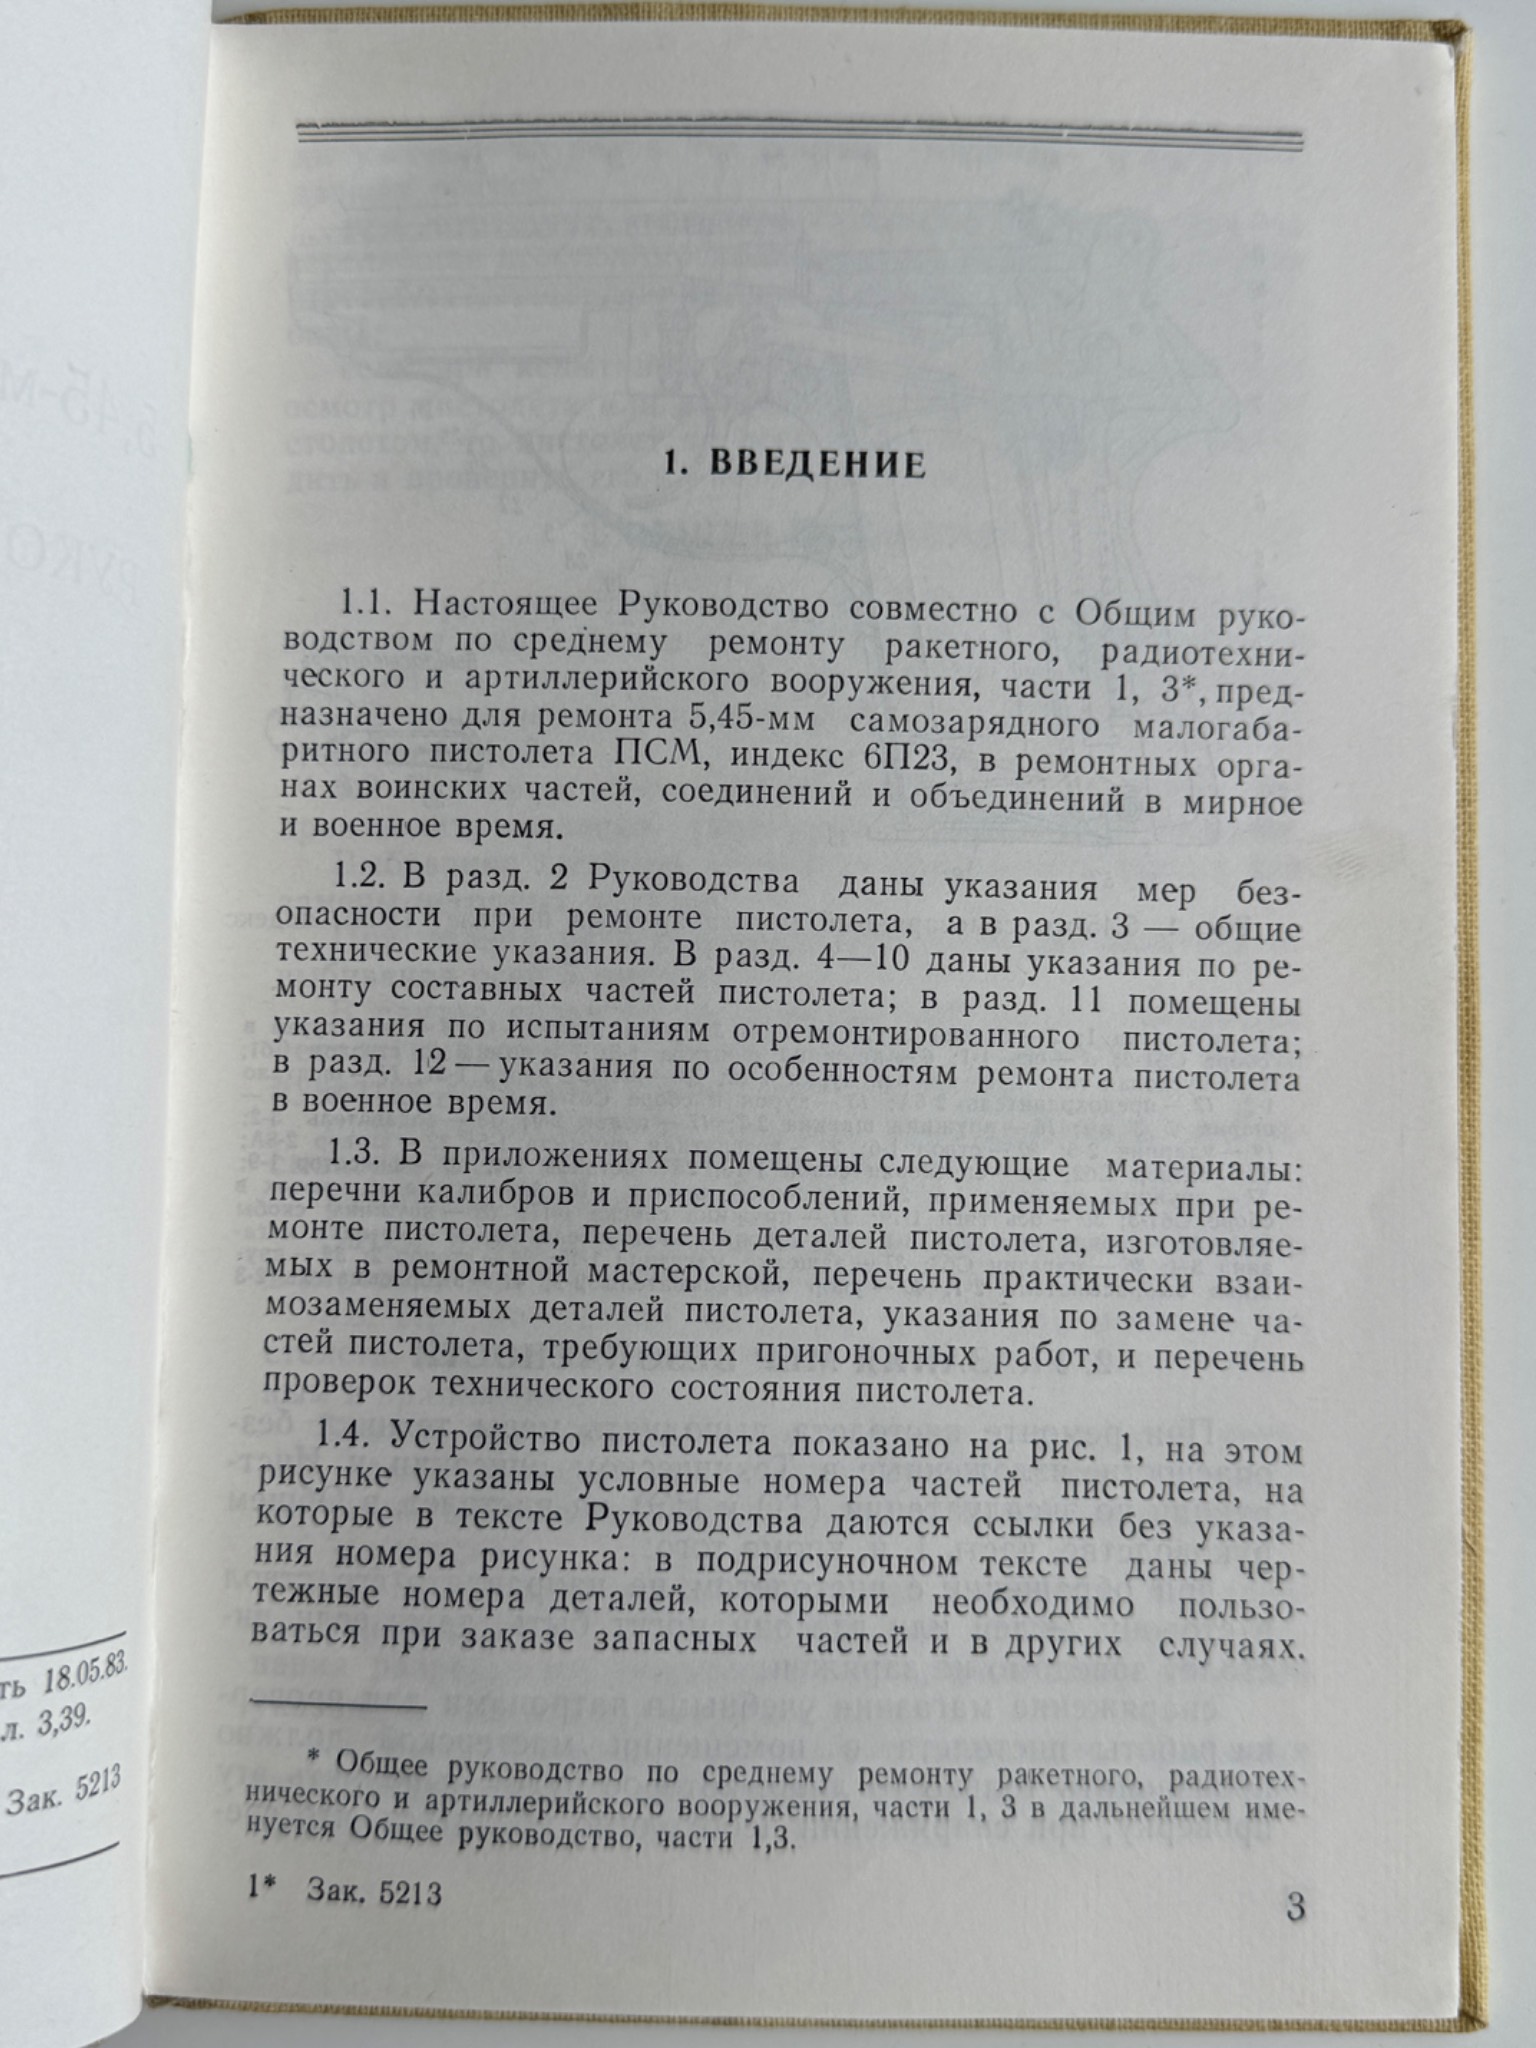 1. ВВЕДЕНИЕ
1.1. Настоящее Руководство совместно с Общим руко-
водством по среднему ремонту ракетного, радиотехни-
ческого и артиллерийского вооружения, части 1, 3*, пред-
назначено для ремонта 5,45-мм самозарядного малогаба-
ритного пистолета ПСМ, индекс 6П23, в ремонтных орга-
нах воинских частей, соединений и объединений в мирное
и военное время.
1.2. В разд. 2 Руководства даны указания мер без-
опасности при ремонте пистолета, а в разд. 3 — общие
технические указания. В разд. 4—10 даны указания по ре-
монту составных частей пистолета; в разд. 11 помещены
указания по испытаниям отремонтированного пистолета;
в разд. 12 — указания по особенностям ремонта пистолета
в военное время.
1.3. В приложениях помещены следующие материалы:
перечни калибров и приспособлений, применяемых при ре-
монте пистолета, перечень деталей пистолета, изготовляе-
мых в ремонтной мастерской, перечень практически взаи-
мозаменяемых деталей пистолета, указания по замене ча-
стей пистолета, требующих пригоночных работ, и перечень
проверок технического состояния пистолета.
1.4. Устройство пистолета показано на рис. 1, на этом
рисунке указаны условные номера частей пистолета, на
которые в тексте Руководства даются ссылки без указа-
ния номера рисунка: в подрисуночном тексте даны чер-
тежные номера деталей, которыми необходимо пользо-
ваться при заказе запасных частей и в других случаях.
* Общее руководство по среднему ремонту ракетного, радиотех-
нического и артиллерийского вооружения, части 1, 3 в дальнейшем име-
нуется Общее руководство, части 1,3.
1* Зак. 5213
3
ть 18.05.83.
л. 3,39.
Зак. 5213